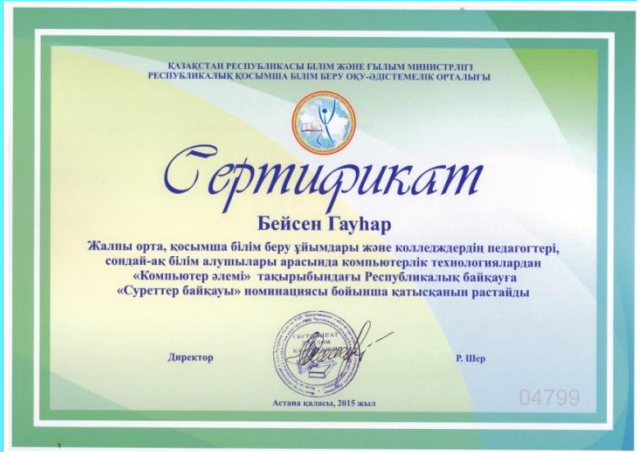 ҚАЗАҚСТАН РЕСПУБЛИКАСЫ БІЛІМ ЖӘНЕ ҒЫЛЫМ МИНИСТРЛІГІ
РЕСПУБЛИКАЛЫҚ ҚОСЫМША БІЛІМ БЕРУ ОҚУ-ӘДІСТЕМЕЛІК ОРТАЛЫҒЫ
Сертификат
Бейсен Гауһар
Жалпы орта, қосымша білім беру ұйымдары және колледждердің педагогтері,
сондай-ақ білім алушылары арасында компьютерлік технологиялардан
«Компьютер әлемі» тақырыбындағы Республикалық байқауға
«Суреттер байқауы» номинациясы бойынша қатысқанын растайды
СЕРТИФИКАТ
Директор
Р. Шер
Астана қаласы, 2015 жыл
04799